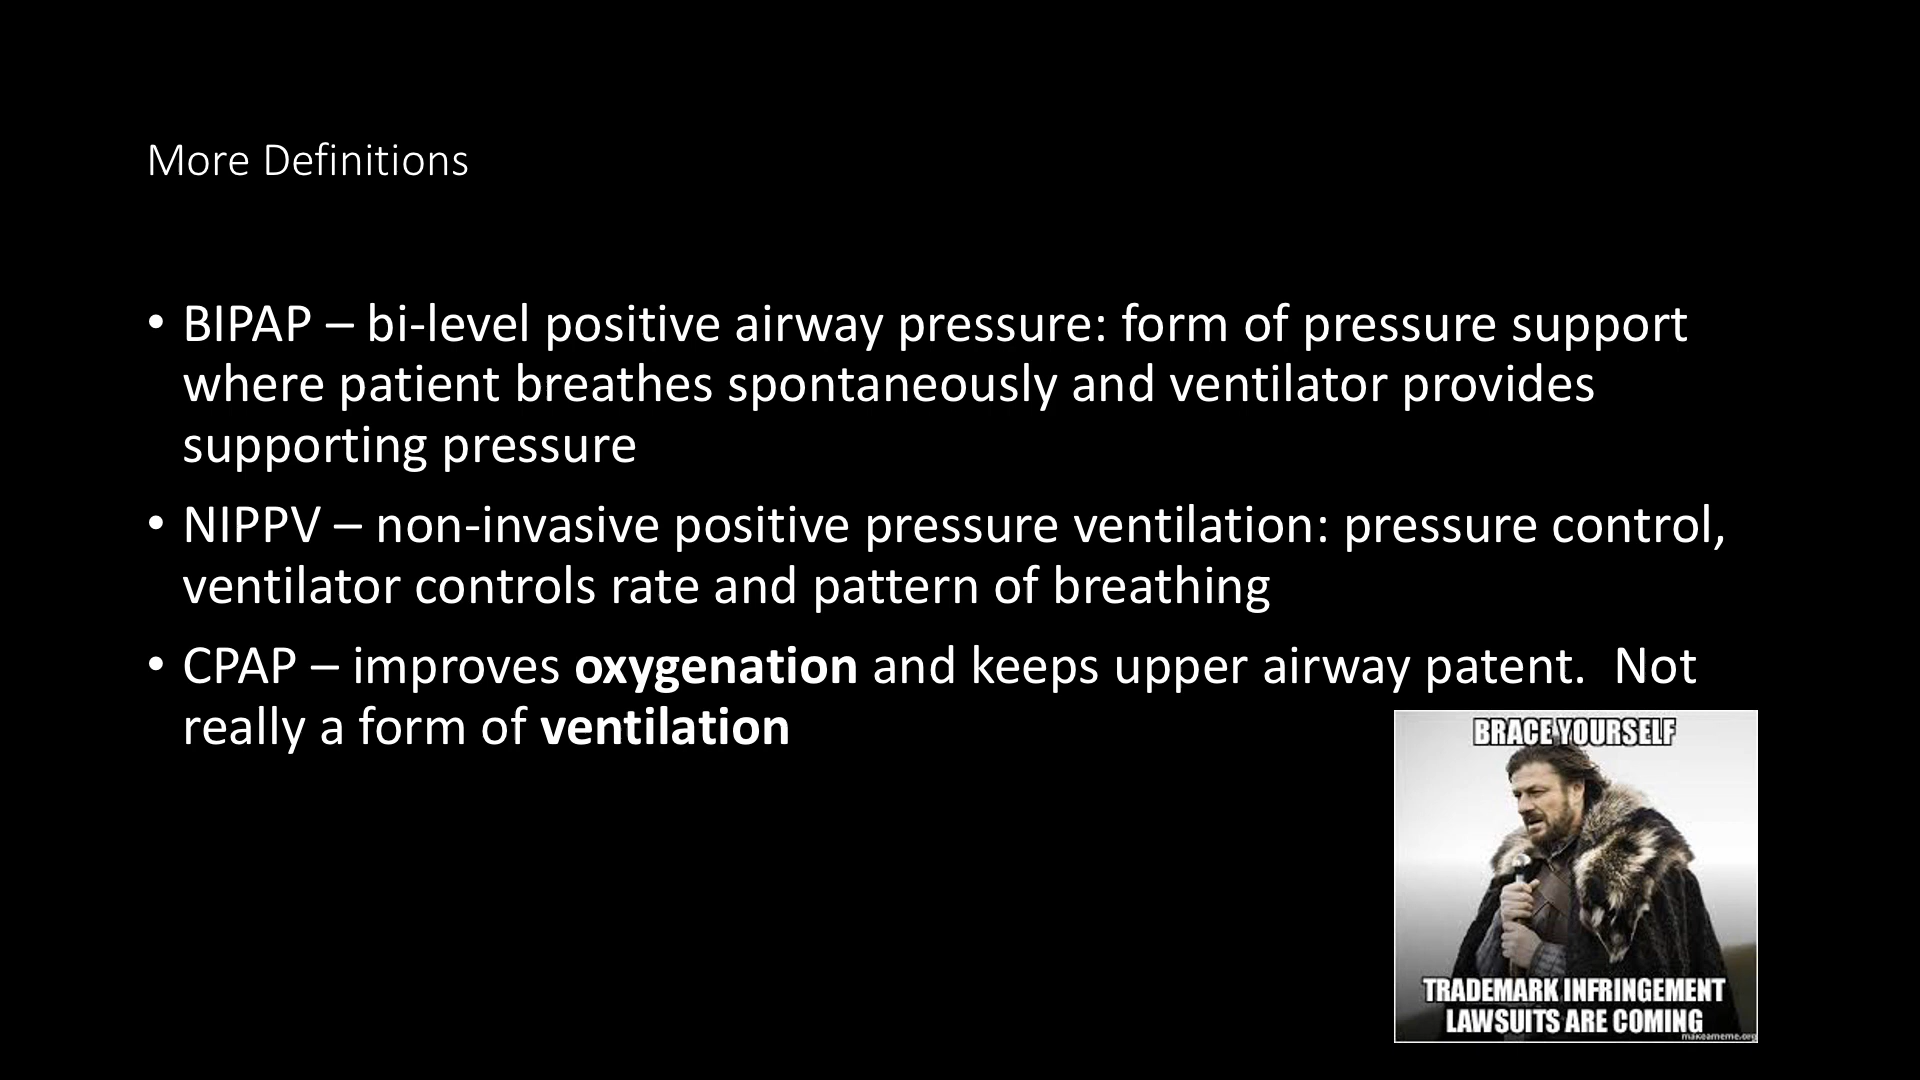 More Definitions
• BIPAP – bi-level positive airway pressure: form of pressure support
where patient breathes spontaneously and ventilator provides
supporting pressure
• NIPPV – non-invasive positive pressure ventilation: pressure control,
ventilator controls rate and pattern of breathing
• CPAP – improves oxygenation and keeps upper airway patent.  Not
really a form of ventilation
BRACE YOURSELF
TRADEMARK INFRINGEMENT
LAWSUITS ARE COMING
makeameme.org